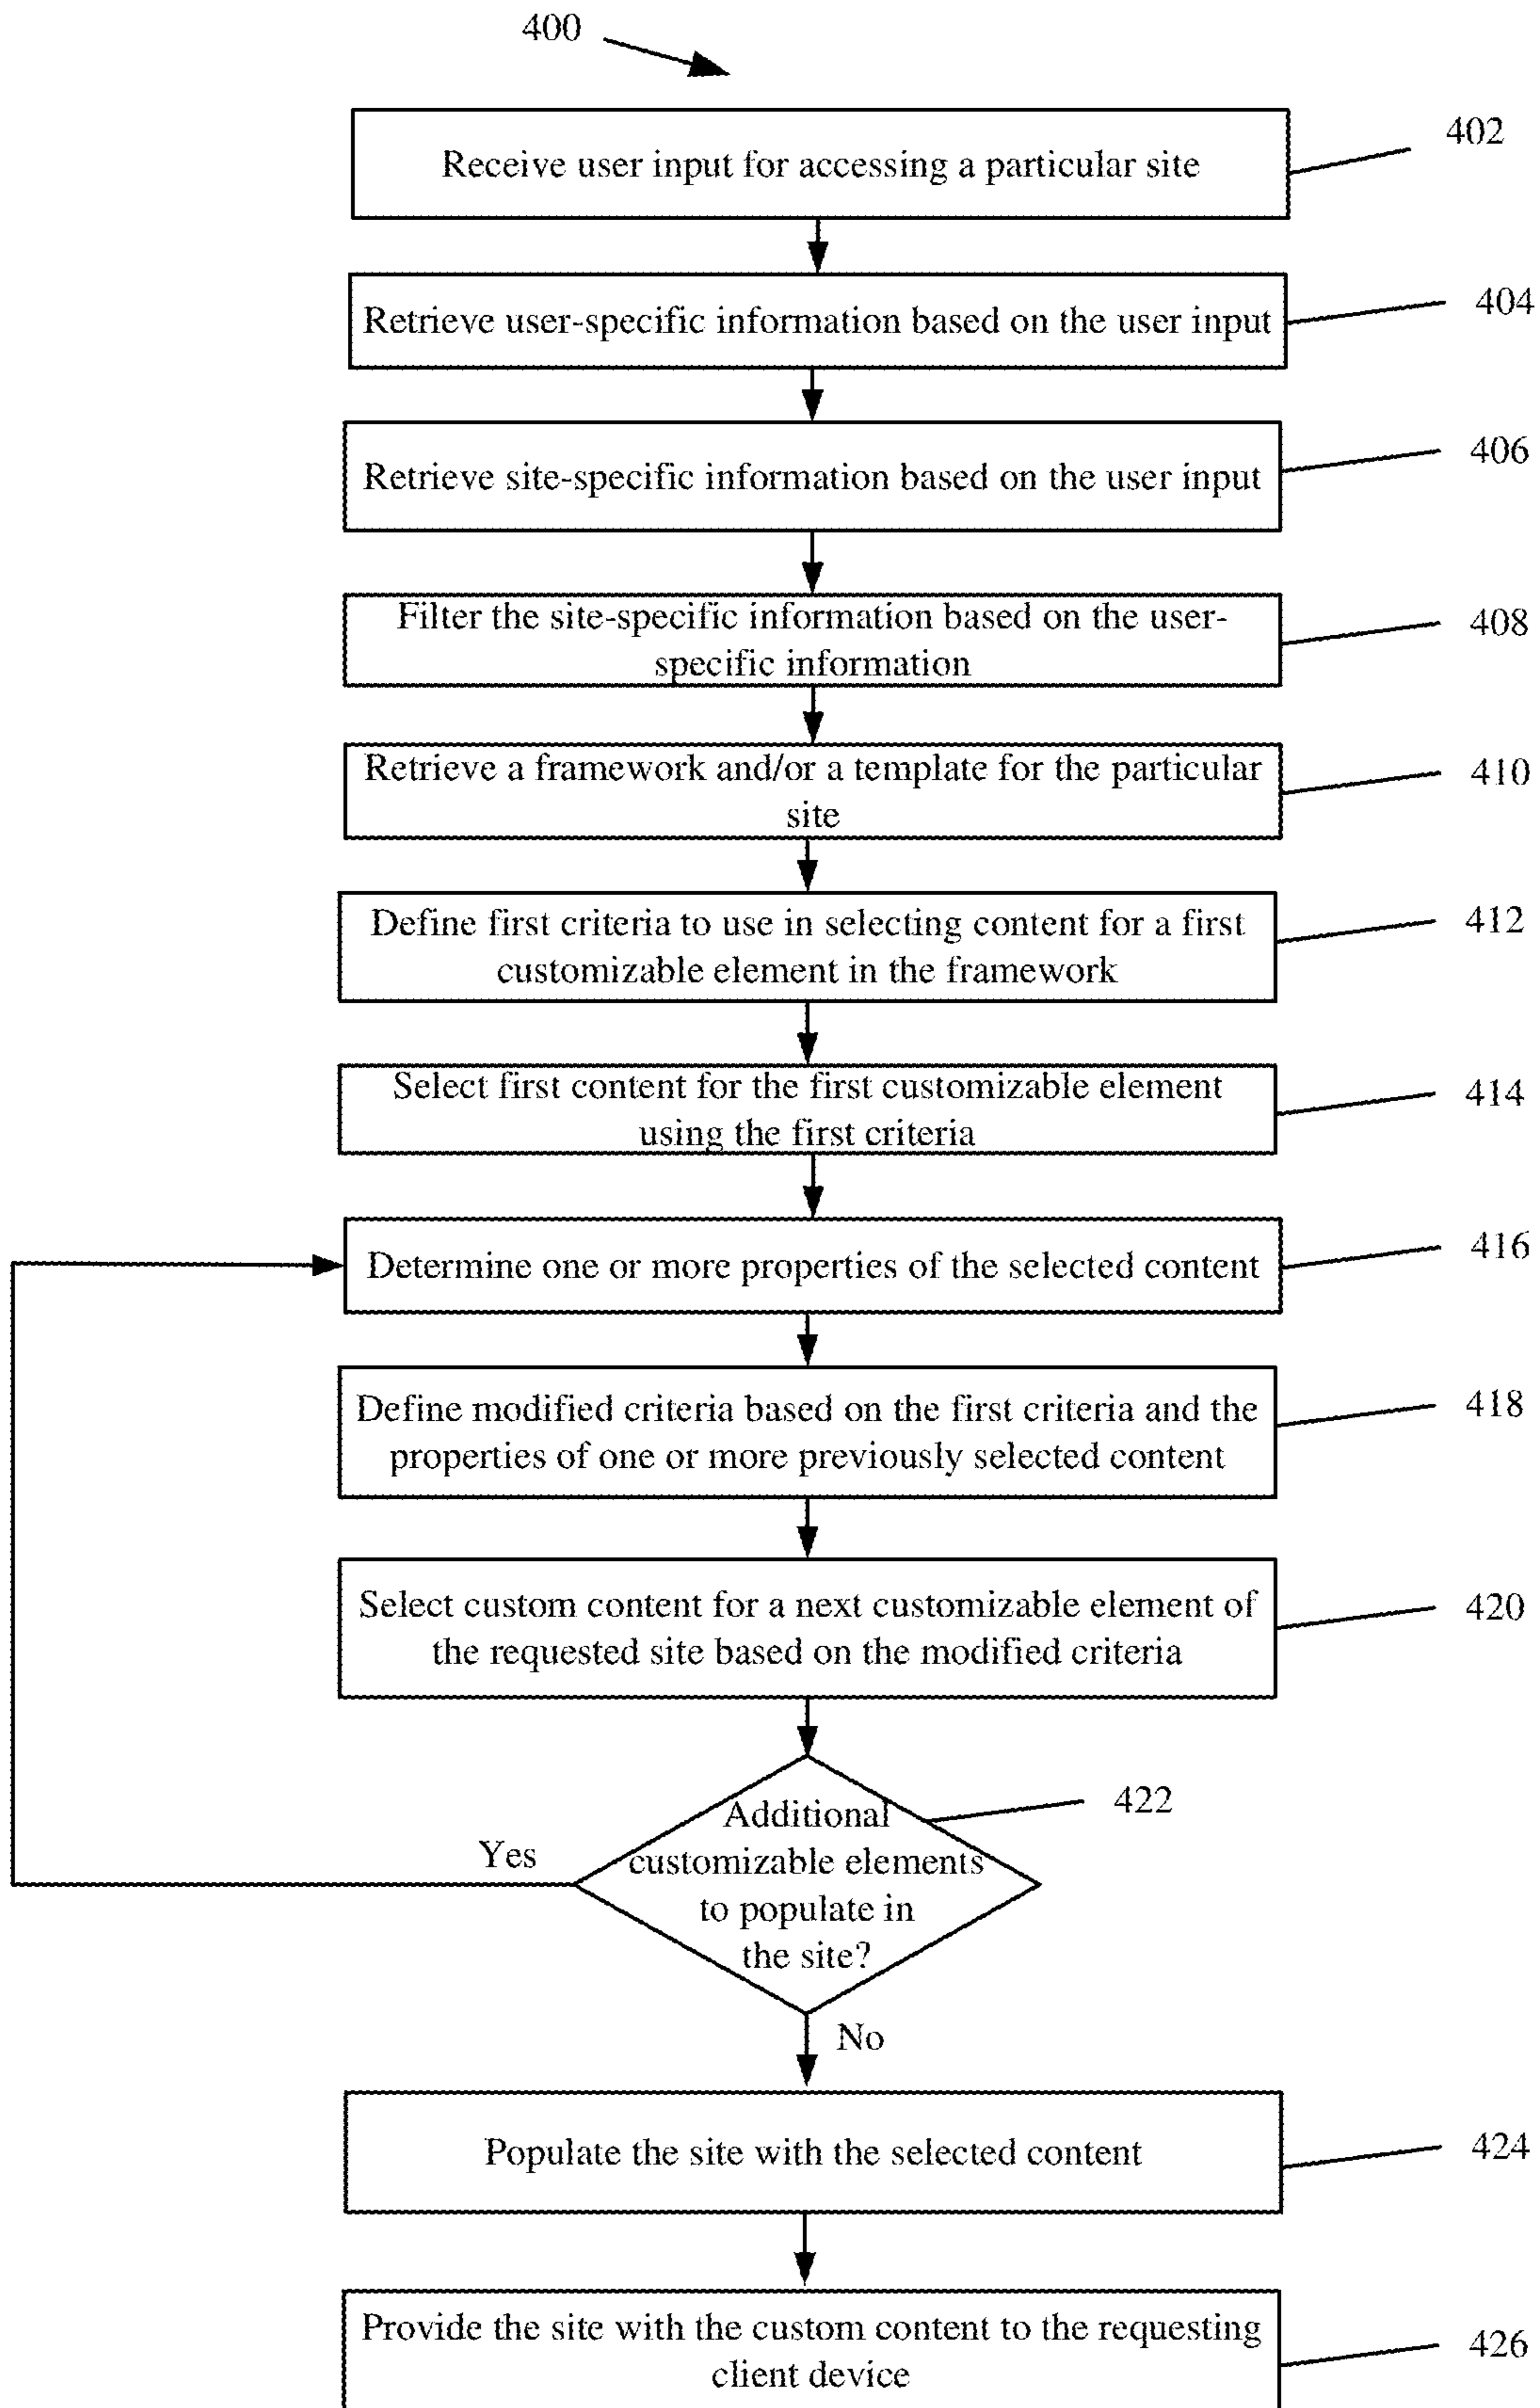 400
Receive user input for accessing a particular site
402
Retrieve user-specific information based on the user input
404
Retrieve site-specific information based on the user input
406
Filter the site-specific information based on the user-
specific information
408
Retrieve a framework and/or a template for the particular
site
410
Define first criteria to use in selecting content for a first
customizable element in the framework
412
Select first content for the first customizable element
using the first criteria
414
Determine one or more properties of the selected content
416
Define modified criteria based on the first criteria and the
properties of one or more previously selected content
418
Select custom content for a next customizable element of
the requested site based on the modified criteria
420
Additional
customizable elements
to populate in
the site?
422
Yes
No
Populate the site with the selected content
424
Provide the site with the custom content to the requesting
client device
426